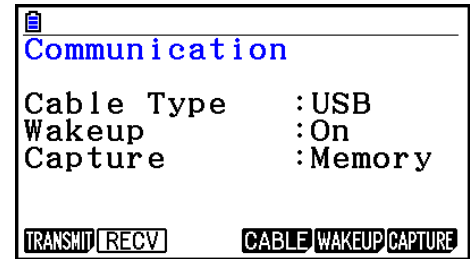 Communication
Cable Type :USB
Wakeup :On
Capture :Memory
TRANSMIT RECV CABLE WAKEUP CAPTURE